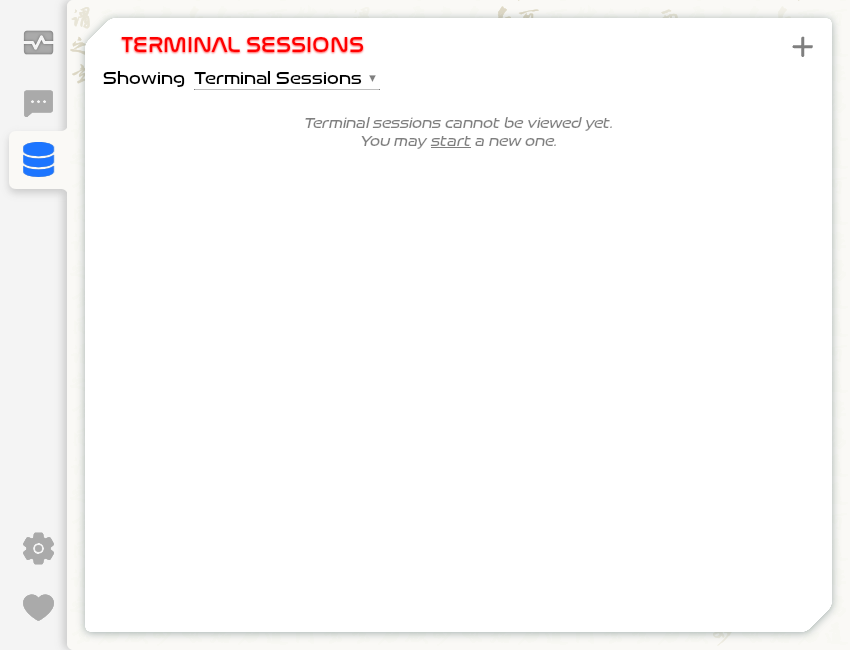 TERMINAL SESSIONS
Showing Terminal Sessions ▼
Terminal sessions cannot be viewed yet.
You may start a new one.